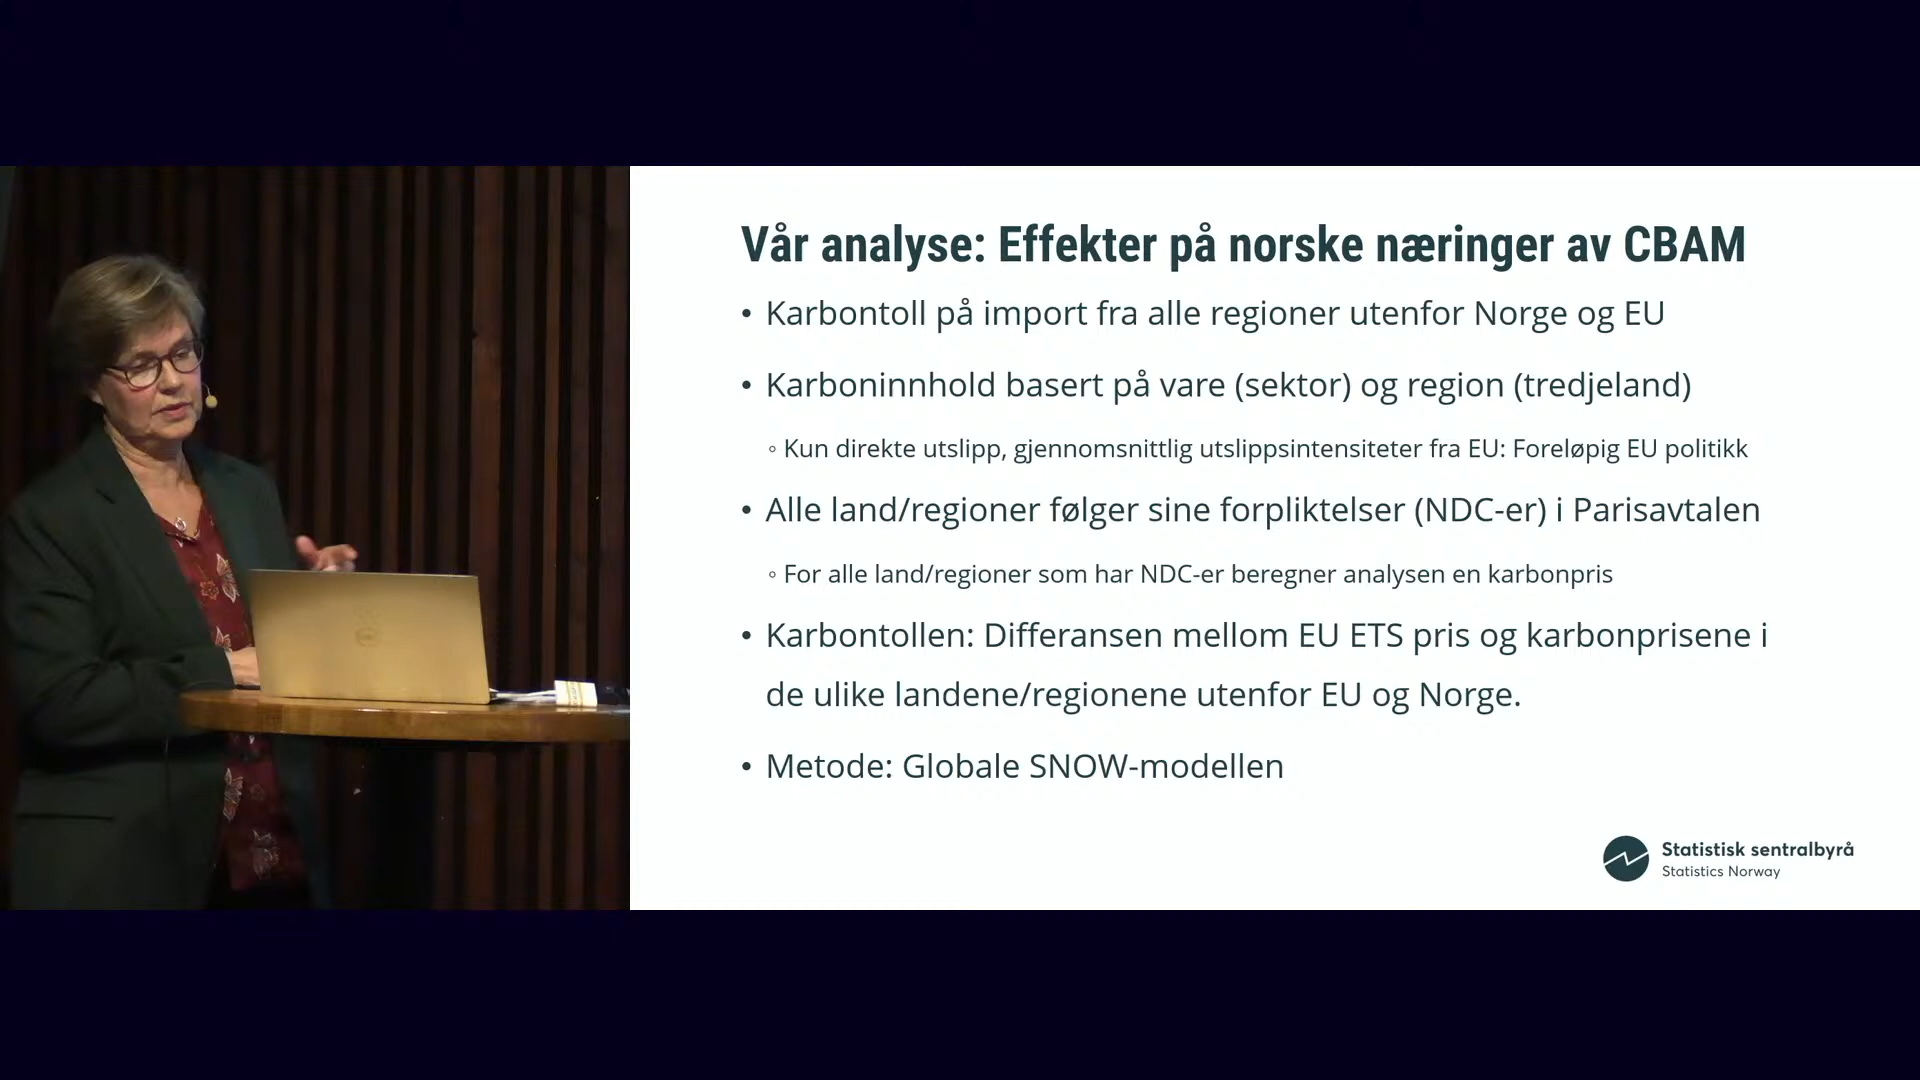 Vår analyse: Effekter på norske næringer av CBAM
• Karbontoll på import fra alle regioner utenfor Norge og EU
• Karboninnhold basert på vare (sektor) og region (tredjeland)
◦ Kun direkte utslipp, gjennomsnittlig utslippsintensiteter fra EU: Foreløpig EU politikk
• Alle land/regioner følger sine forpliktelser (NDC-er) i Parisavtalen
◦ For alle land/regioner som har NDC-er beregner analysen en karbonpris
• Karbontollen: Differansen mellom EU ETS pris og karbonprisene i
de ulike landene/regionene utenfor EU og Norge.
• Metode: Globale SNOW-modellen
Statistisk sentralbyrå
Statistics Norway